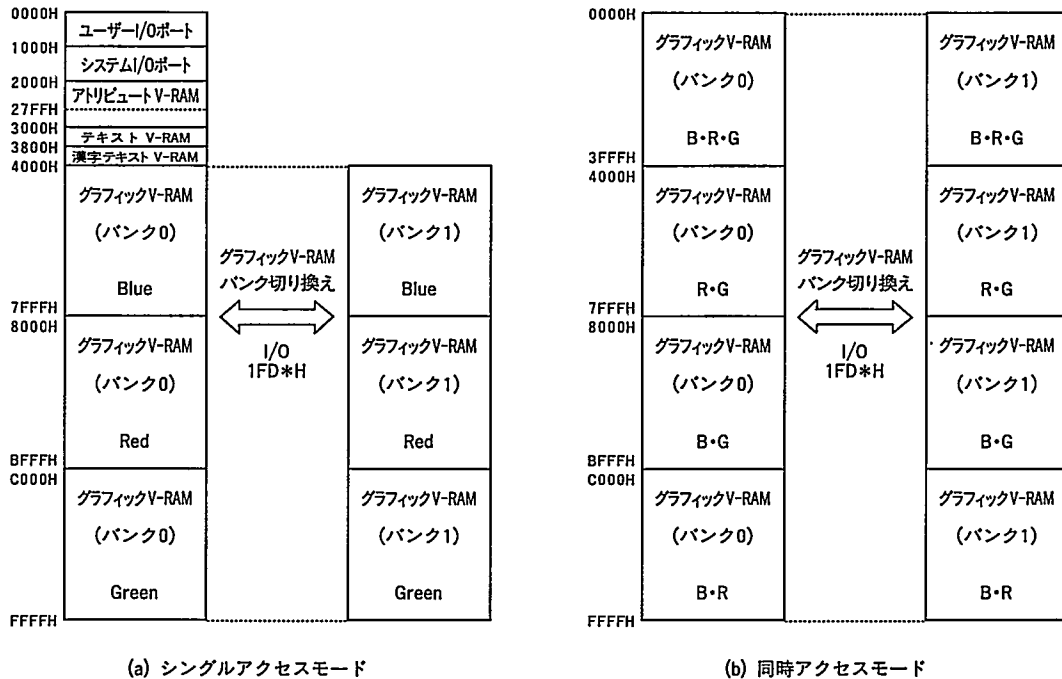 0000H
ユーザーI/Oポート
1000H
システムI/Oポート
2000H
アトリビュートV-RAM
27FFH
3000H
テキスト V-RAM
3800H
漢字テキスト V-RAM
4000H
グラフィックV-RAM
(バンク0)
Blue
7FFFH
8000H
グラフィックV-RAM
(バンク0)
Red
BFFFH
C000H
グラフィックV-RAM
(バンク0)
Green
FFFFH
グラフィックV-RAM
バンク切り換え
I/O
1FD*H
グラフィックV-RAM
(バンク1)
Blue
グラフィックV-RAM
(バンク1)
Red
グラフィックV-RAM
(バンク1)
Green
(a) シングルアクセスモード
0000H
グラフィックV-RAM
(バンク0)
B・R・G
3FFFH
4000H
グラフィックV-RAM
(バンク0)
R・G
7FFFH
8000H
グラフィックV-RAM
(バンク0)
B・G
BFFFH
C000H
グラフィックV-RAM
(バンク0)
B・R
FFFFH
グラフィックV-RAM
バンク切り換え
I/O
1FD*H
グラフィックV-RAM
(バンク1)
B・R・G
グラフィックV-RAM
(バンク1)
R・G
グラフィックV-RAM
(バンク1)
B・G
グラフィックV-RAM
(バンク1)
B・R
(b) 同時アクセスモード